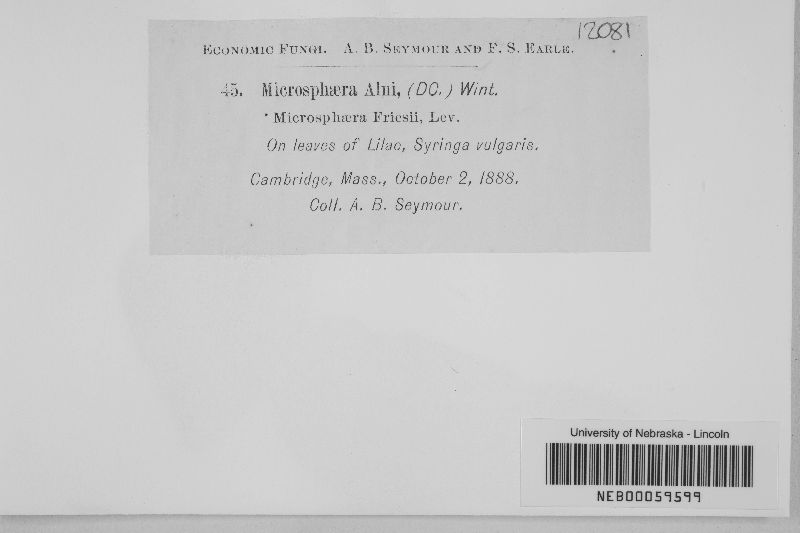 12081
Economic Fungi. A. B. Seymour and F. S. Earle.
45. Microsphæra Alni, (DC.) Wint.
Microsphæra Friesii, Lev.
On leaves of Lilac, Syringa vulgaris.
Cambridge, Mass., October 2, 1888.
Coll. A. B. Seymour.
University of Nebraska - Lincoln
NEB00059599